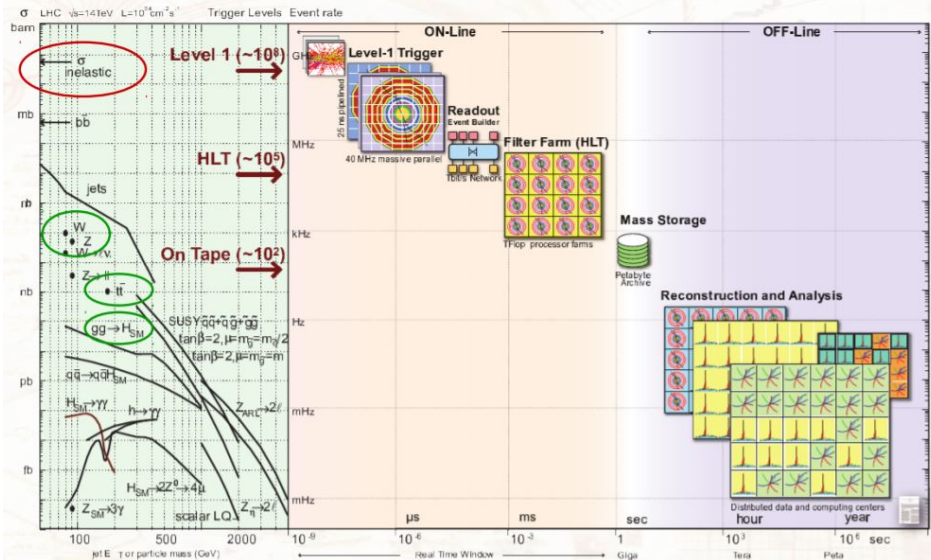 σ LHC √s=14TeV L=10³⁴cm⁻²s⁻¹ Trigger Levels Event rate
barn
mb
nb
nb
pb
fb
σ
inelastic
bb̄
jets
W
Z
W→ℓν
Z→ll
tt̄
gg→H_SM
SUSY q̃q̃+q̃g̃+g̃g̃
tanβ=2,μ=m_g̃=m_q̃/2
tanβ=2,μ=m_g̃=m
qq̄→qq̄H_SM
H_SM→γγ
h→γγ
Z_ARL→2ℓ
H_SM→2Z⁰→4μ
Z_SM→3γ
scalar LQ
Z_η→2ℓ
100 500 1000 2000
jet E_T or particle mass (GeV)
Level 1 (~10⁸)
HLT (~10⁵)
On Tape (~10²)
GHz
MHz
kHz
Hz
mHz
mHz
ON-Line
OFF-Line
Level-1 Trigger
25 ns pipelined
40 MHz massive parallel
Readout
Event Builder
Tbit/s Network
Filter Farm (HLT)
TFlop processor farms
Mass Storage
Petabyte
Archive
Reconstruction and Analysis
Distributed data and computing centers
μs ms sec hour year
10⁻⁹ 10⁻⁶ 10⁻³ 10⁰ 10³ 10⁶ sec
Real Time Window Giga Tera Peta